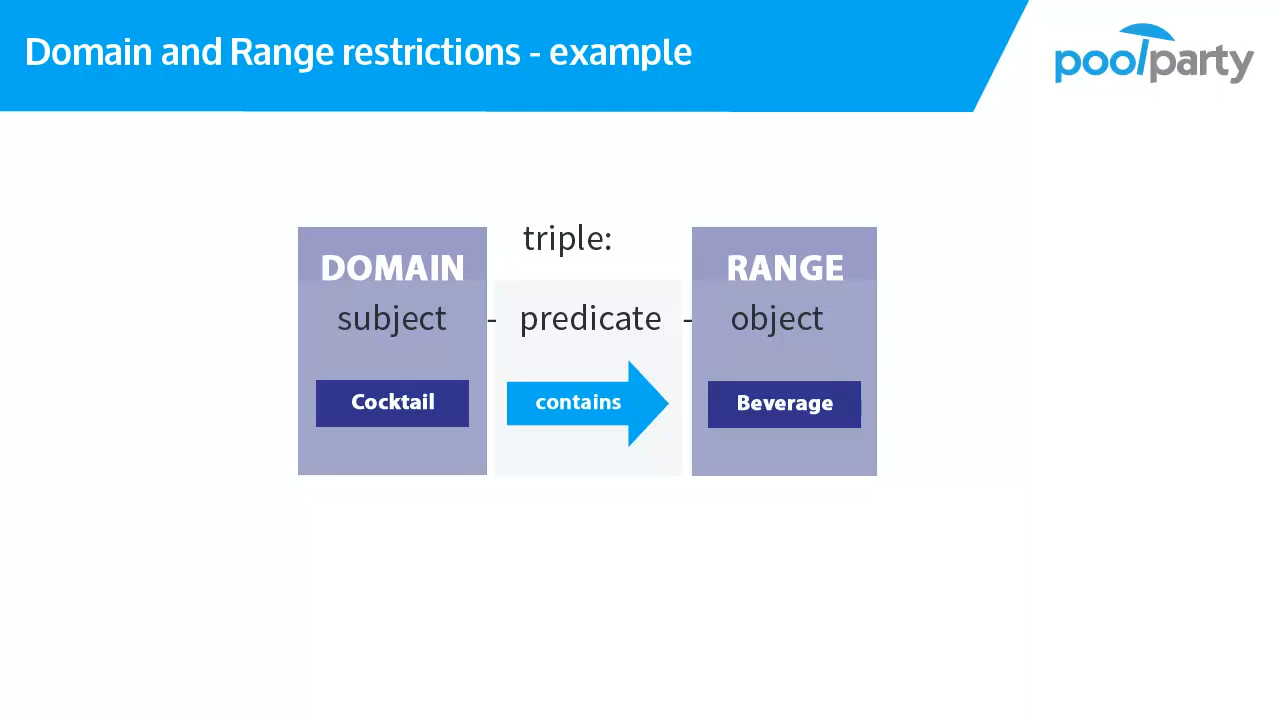 Domain and Range restrictions - example
poolparty
triple:
DOMAIN
RANGE
subject - predicate - object
Cocktail
contains
Beverage